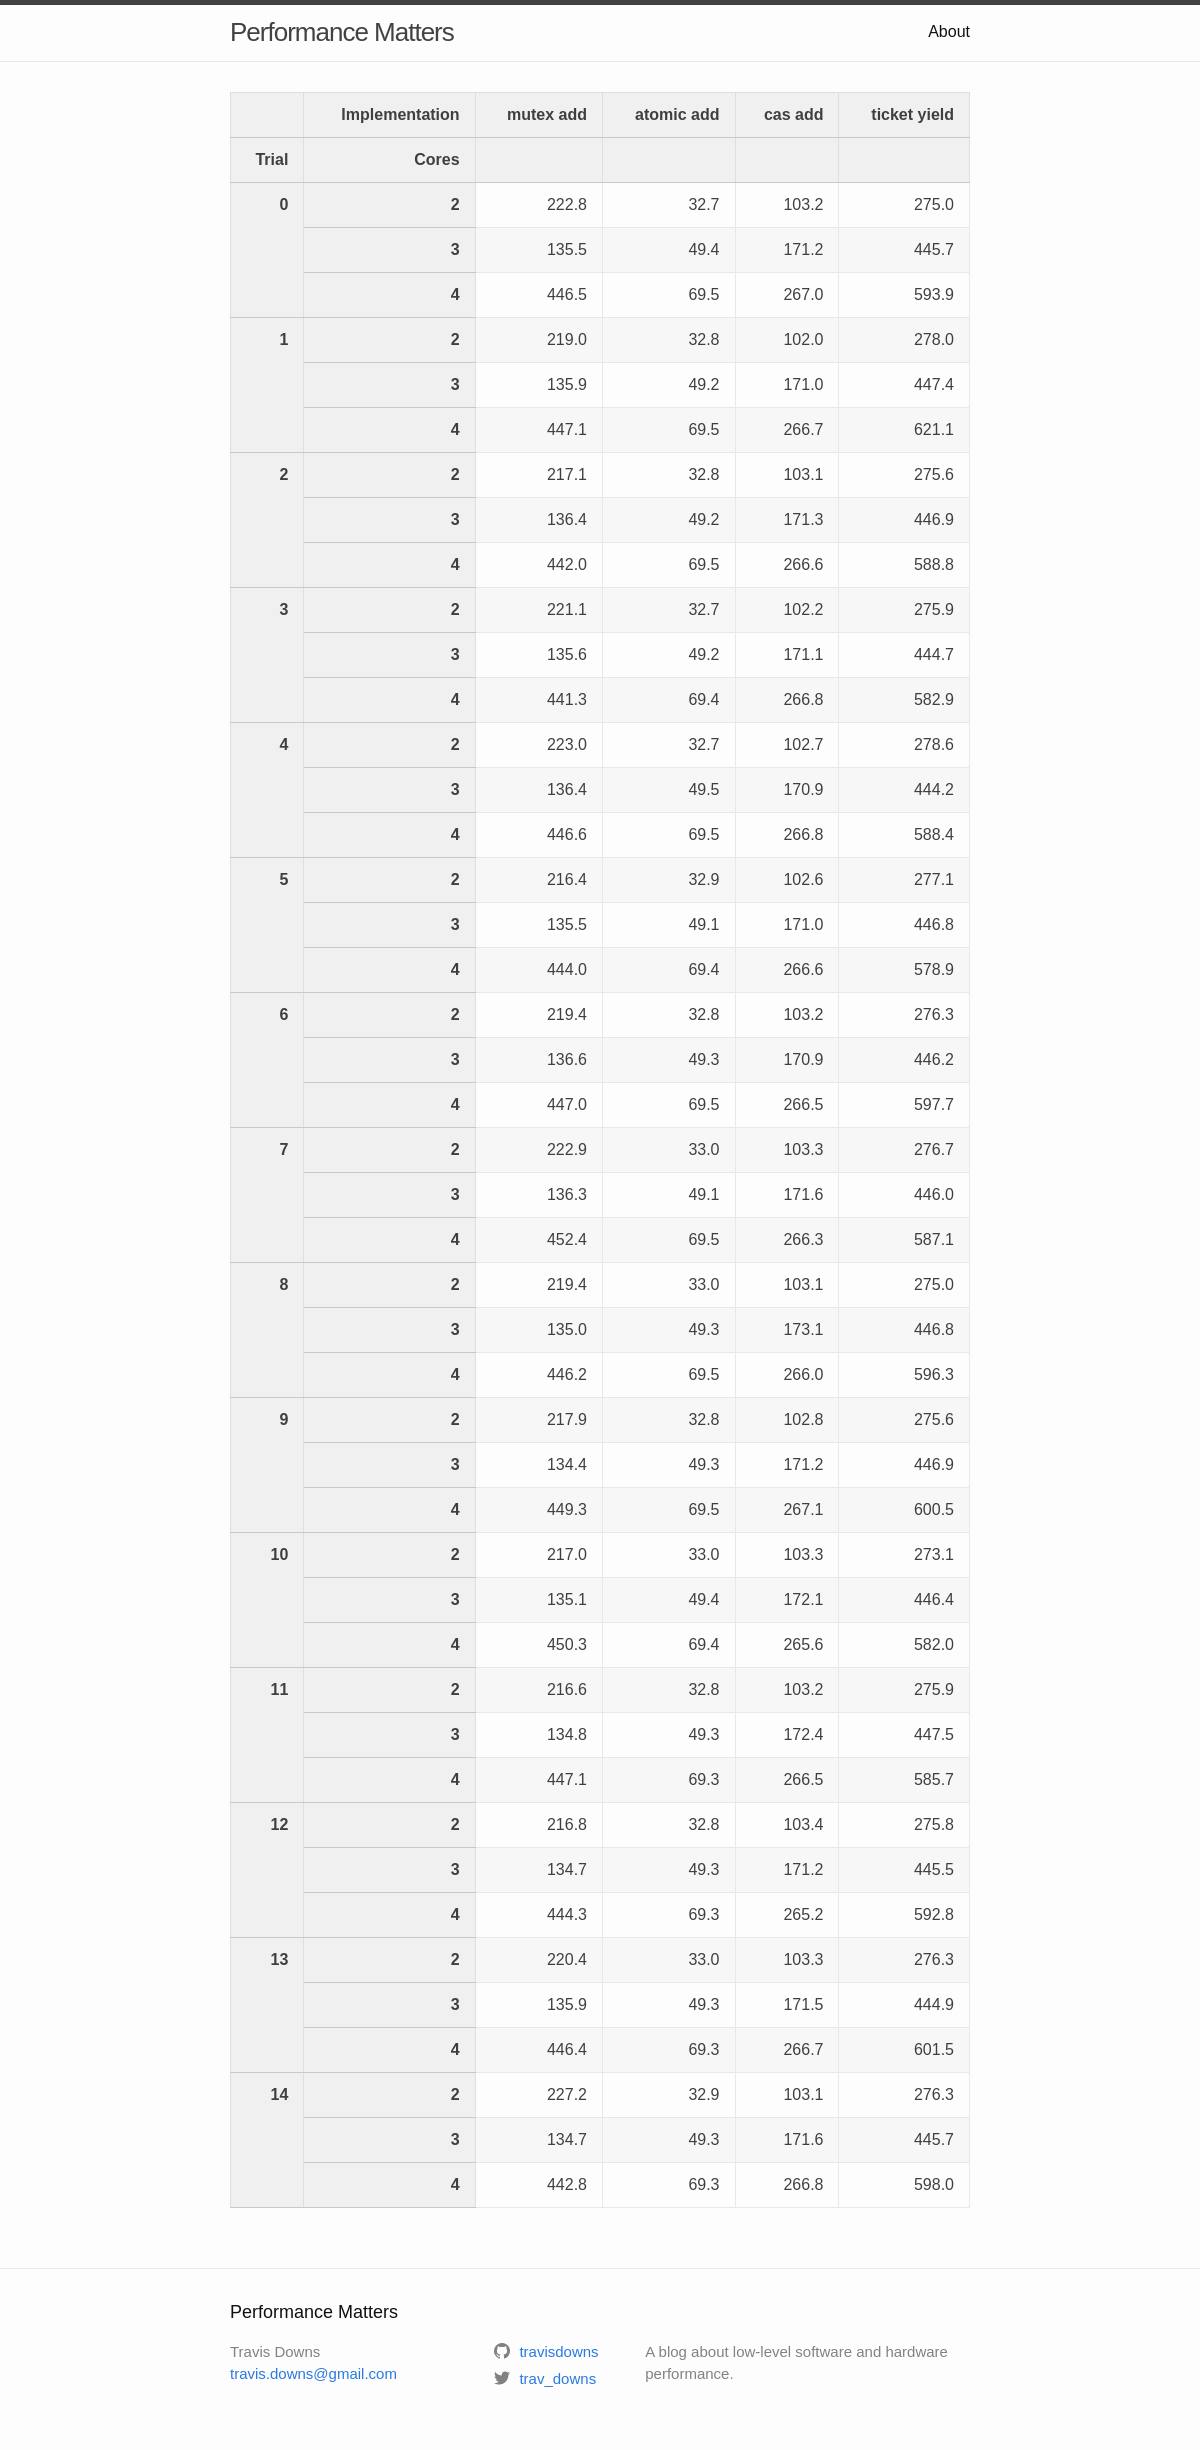 Performance Matters About
Implementation mutex add atomic add cas add ticket yield
Trial Cores
0 2 222.8 32.7 103.2 275.0
3 135.5 49.4 171.2 445.7
4 446.5 69.5 267.0 593.9
1 2 219.0 32.8 102.0 278.0
3 135.9 49.2 171.0 447.4
4 447.1 69.5 266.7 621.1
2 2 217.1 32.8 103.1 275.6
3 136.4 49.2 171.3 446.9
4 442.0 69.5 266.6 588.8
3 2 221.1 32.7 102.2 275.9
3 135.6 49.2 171.1 444.7
4 441.3 69.4 266.8 582.9
4 2 223.0 32.7 102.7 278.6
3 136.4 49.5 170.9 444.2
4 446.6 69.5 266.8 588.4
5 2 216.4 32.9 102.6 277.1
3 135.5 49.1 171.0 446.8
4 444.0 69.4 266.6 578.9
6 2 219.4 32.8 103.2 276.3
3 136.6 49.3 170.9 446.2
4 447.0 69.5 266.5 597.7
7 2 222.9 33.0 103.3 276.7
3 136.3 49.1 171.6 446.0
4 452.4 69.5 266.3 587.1
8 2 219.4 33.0 103.1 275.0
3 135.0 49.3 173.1 446.8
4 446.2 69.5 266.0 596.3
9 2 217.9 32.8 102.8 275.6
3 134.4 49.3 171.2 446.9
4 449.3 69.5 267.1 600.5
10 2 217.0 33.0 103.3 273.1
3 135.1 49.4 172.1 446.4
4 450.3 69.4 265.6 582.0
11 2 216.6 32.8 103.2 275.9
3 134.8 49.3 172.4 447.5
4 447.1 69.3 266.5 585.7
12 2 216.8 32.8 103.4 275.8
3 134.7 49.3 171.2 445.5
4 444.3 69.3 265.2 592.8
13 2 220.4 33.0 103.3 276.3
3 135.9 49.3 171.5 444.9
4 446.4 69.3 266.7 601.5
14 2 227.2 32.9 103.1 276.3
3 134.7 49.3 171.6 445.7
4 442.8 69.3 266.8 598.0
Performance Matters
Travis Downs
travis.downs@gmail.com
travisdowns
trav_downs
A blog about low-level software and hardware
performance.